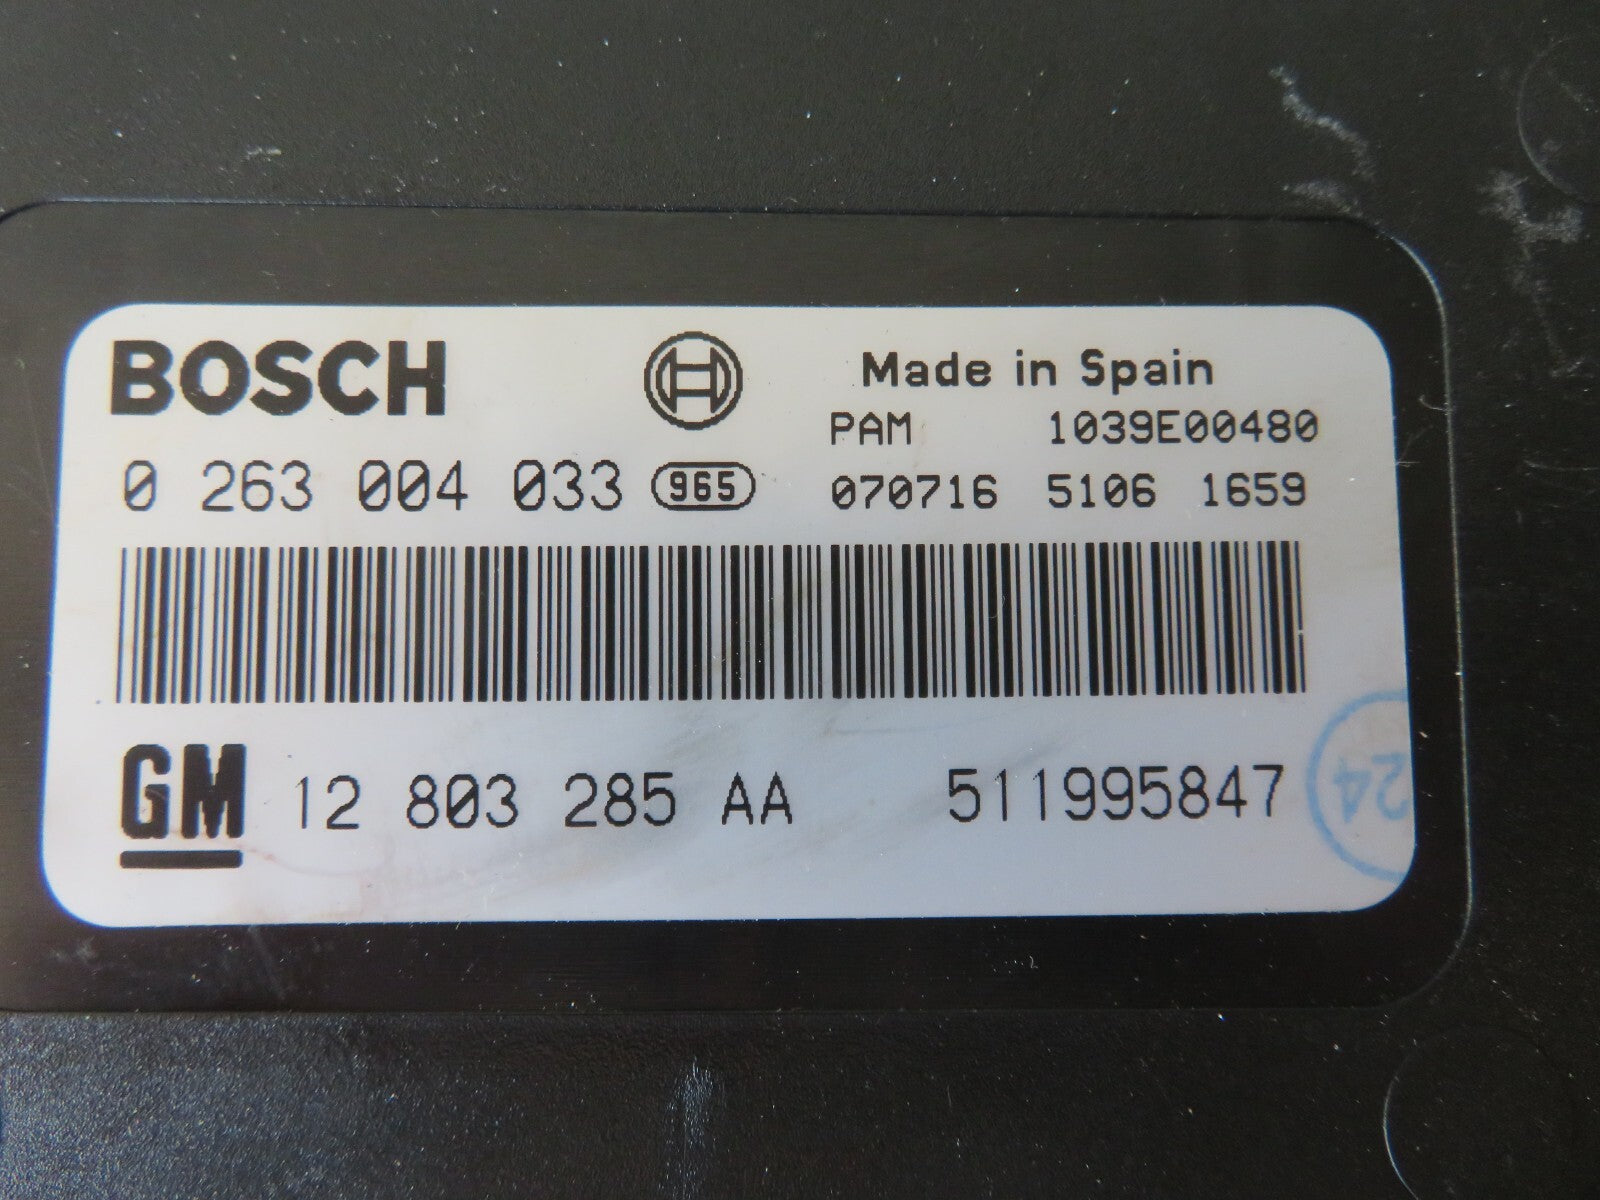 BOSCH
Made in Spain
PAM 1039E00480
0 263 004 033 965 070716 5106 1659
GM 12 803 285 AA 511995847
24